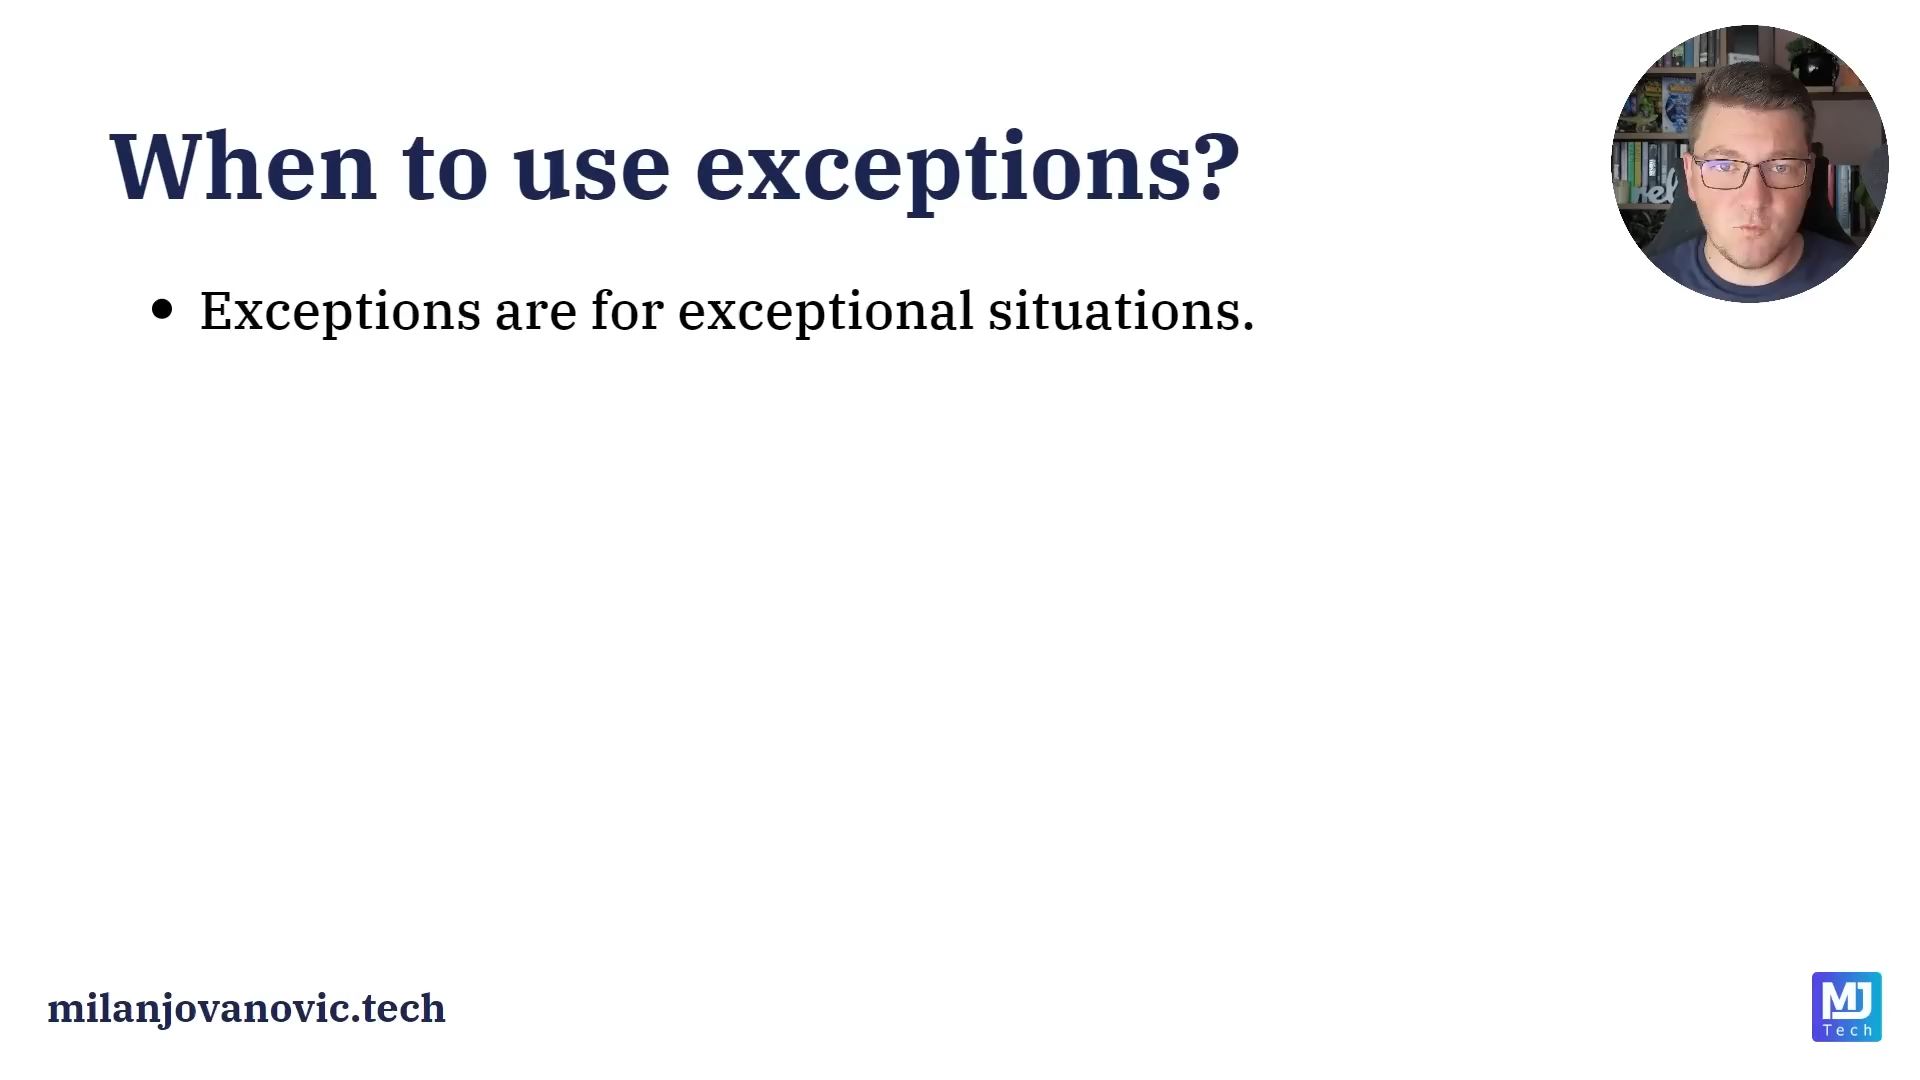 When to use exceptions?
• Exceptions are for exceptional situations.
milanjovanovic.tech
MJ
Tech